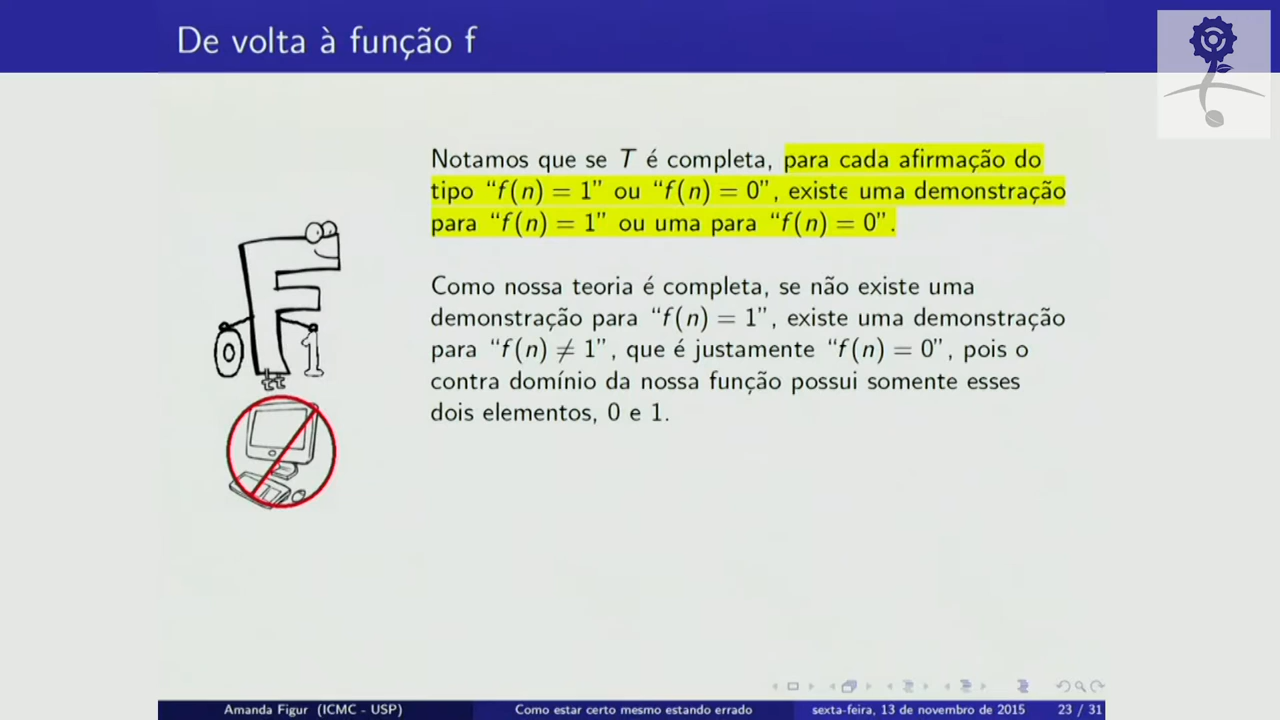 De volta à função f
Notamos que se T é completa, para cada afirmação do
tipo “f(n) = 1” ou “f(n) = 0”, existe uma demonstração
para “f(n) = 1” ou uma para “f(n) = 0”.
Como nossa teoria é completa, se não existe uma
demonstração para “f(n) = 1”, existe uma demonstração
para “f(n) ≠ 1”, que é justamente “f(n) = 0”, pois o
contra domínio da nossa função possui somente esses
dois elementos, 0 e 1.
F
0 1
Amanda Figur (ICMC - USP) Como estar certo mesmo estando errado sexta-feira, 13 de novembro de 2015 23 / 31